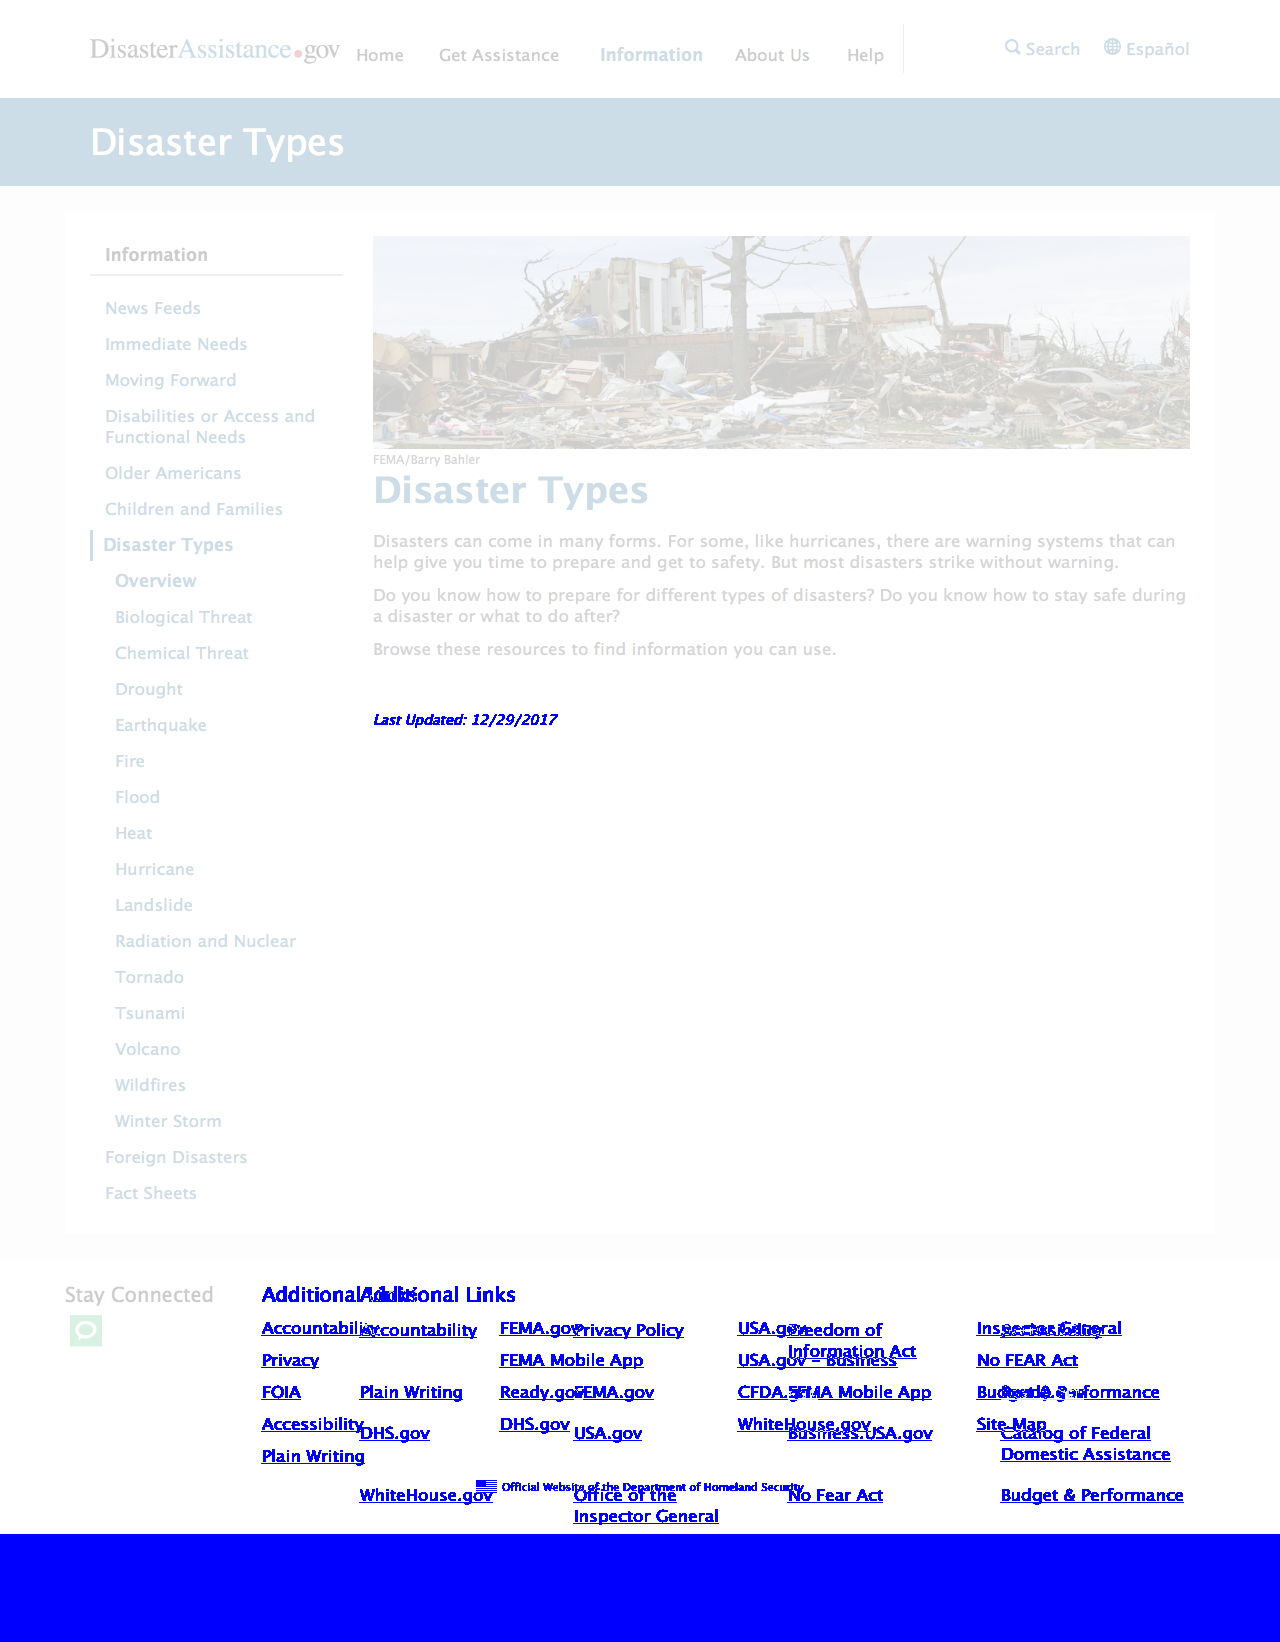 DisasterAssistance.gov Home Get Assistance Information About Us Help Search Español
Disaster Types
Information
News Feeds
Immediate Needs
Moving Forward
Disabilities or Access and
Functional Needs
Older Americans
Children and Families
Disaster Types
Overview
Biological Threat
Chemical Threat
Drought
Earthquake
Fire
Flood
Heat
Hurricane
Landslide
Radiation and Nuclear
Tornado
Tsunami
Volcano
Wildfires
Winter Storm
Foreign Disasters
Fact Sheets
FEMA/Barry Bahler
Disaster Types
Disasters can come in many forms. For some, like hurricanes, there are warning systems that can
help give you time to prepare and get to safety. But most disasters strike without warning.
Do you know how to prepare for different types of disasters? Do you know how to stay safe during
a disaster or what to do after?
Browse these resources to find information you can use.
Last Updated: 12/29/2017
Stay Connected
Additional Links
Accountability FEMA.gov USA.gov Inspector General
Privacy FEMA Mobile App USA.gov – Business No FEAR Act
FOIA Ready.gov CFDA.gov Budget & Performance
Accessibility DHS.gov WhiteHouse.gov Site Map
Plain Writing
Additional Links
Accountability Privacy Policy Freedom of
Information Act
Accessibility
Plain Writing FEMA.gov FEMA Mobile App Ready.gov
DHS.gov USA.gov Business.USA.gov Catalog of Federal
Domestic Assistance
WhiteHouse.gov Office of the
Inspector General
No Fear Act Budget & Performance
Official Website of the Department of Homeland Security